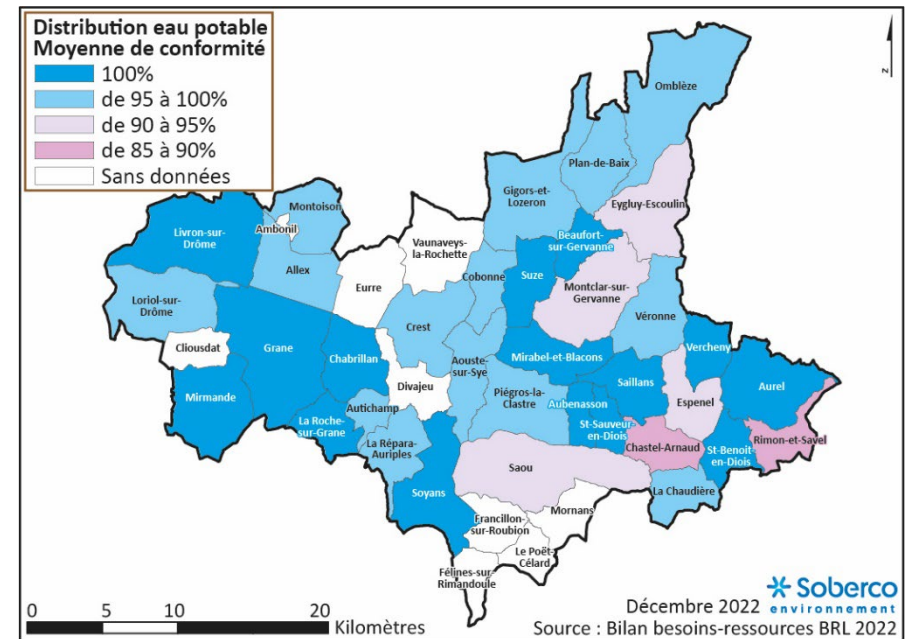 Distribution eau potable
Moyenne de conformité
100%
de 95 à 100%
de 90 à 95%
de 85 à 90%
Sans données
N
Omblèze
Plan-de-Baix
Gigors-et-
Lozeron
Eygluy-Escoulin
Montoison
Ambonil
Livron-sur-
Drôme
Beaufort-
sur-Gervanne
Vaunaveys-
la-Rochette
Allex
Eurre
Cobonne
Suze
Montclar-sur-
Gervanne
Loriol-sur-
Drôme
Véronne
Crest
Cliousdat
Grane
Chabrillan
Aouste-
sur-Sye
Mirabel-et-Blacons
Vercheny
Saillans
Aurel
Divajeu
Mirmande
Piégros-la-
Clastre
Aubenasson
Espenel
Autichamp
La Roche-
sur-Grane
St-Sauveur-
en-Diois
La Répara-
Auriples
Chastel-Arnaud
St-Benoit-
en-Diois
Rimon-et-Savel
Saou
Soyans
La Chaudière
Mornans
Francillon-
sur-Roubion
Le Poët-
Célard
Félines-sur-
Rimandoule
0 5 10 20
Kilomètres
Soberco
environnement
Décembre 2022
Source : Bilan besoins-ressources BRL 2022